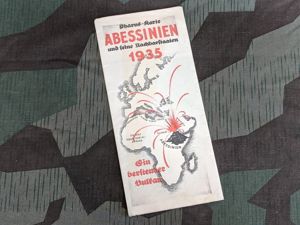 Pharus-Karte
ABESSINIEN
und seine Nachbarstaaten
1935
Ein
berstender
Vulkan